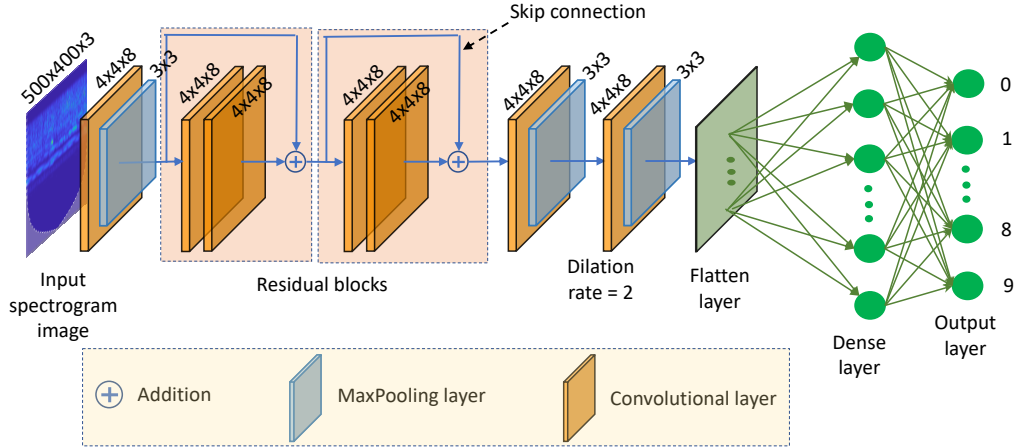 Skip connection
500x400x3
4x4x8
3x3
4x4x8
4x4x8
4x4x8
4x4x8
4x4x8
3x3
4x4x8
3x3
0
1
8
9
Input
spectrogram
image
Residual blocks
Dilation
rate = 2
Flatten
layer
Dense
layer
Output
layer
Addition
MaxPooling layer
Convolutional layer